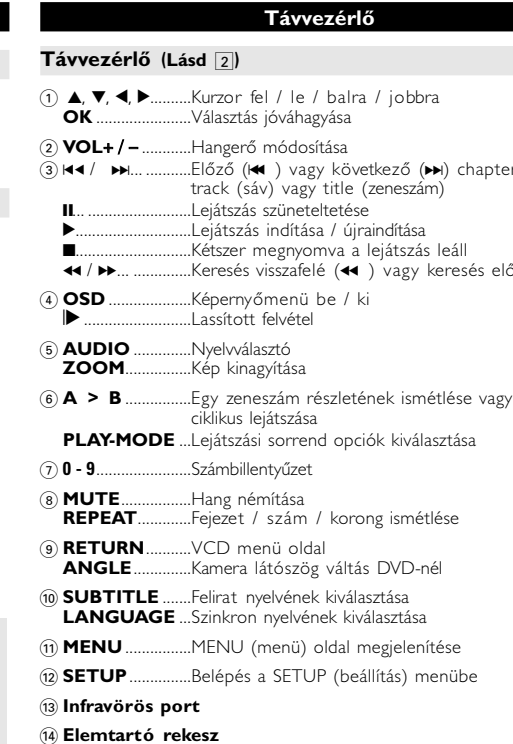 Távvezérlő
Távvezérlő (Lásd 2)
① ▲, ▼, ◀, ▶..........Kurzor fel / le / balra / jobbra
OK ......................Választás jóváhagyása
② VOL+ / – ............Hangerő módosítása
③ ⏮ / ⏭... ...........Előző (⏮ ) vagy következő (⏭) chapter
track (sáv) vagy title (zeneszám)
⏸... ........................Lejátszás szüneteltetése
▶..........................Lejátszás indítása / újraindítása
■..........................Kétszer megnyomva a lejátszás leáll
◀◀ / ▶▶... ..............Keresés visszafelé (◀◀ ) vagy keresés elő
④ OSD ...................Képernyőmenü be / ki
|▶ .........................Lassított felvétel
⑤ AUDIO .............Nyelvválasztó
ZOOM...............Kép kinagyítása
⑥ A > B ...............Egy zeneszám részletének ismétlése vagy
ciklikus lejátszása
PLAY-MODE ...Lejátszási sorrend opciók kiválasztása
⑦ 0 - 9.......................Számbillentyűzet
⑧ MUTE.................Hang némítása
REPEAT.............Fejezet / szám / korong ismétlése
⑨ RETURN...........VCD menü oldal
ANGLE..............Kamera látószög váltás DVD-nél
⑩ SUBTITLE .......Felirat nyelvének kiválasztása
LANGUAGE ...Szinkron nyelvének kiválasztása
⑪ MENU ................MENU (menü) oldal megjelenítése
⑫ SETUP...............Belépés a SETUP (beállítás) menübe
⑬ Infravörös port
⑭ Elemtartó rekesz